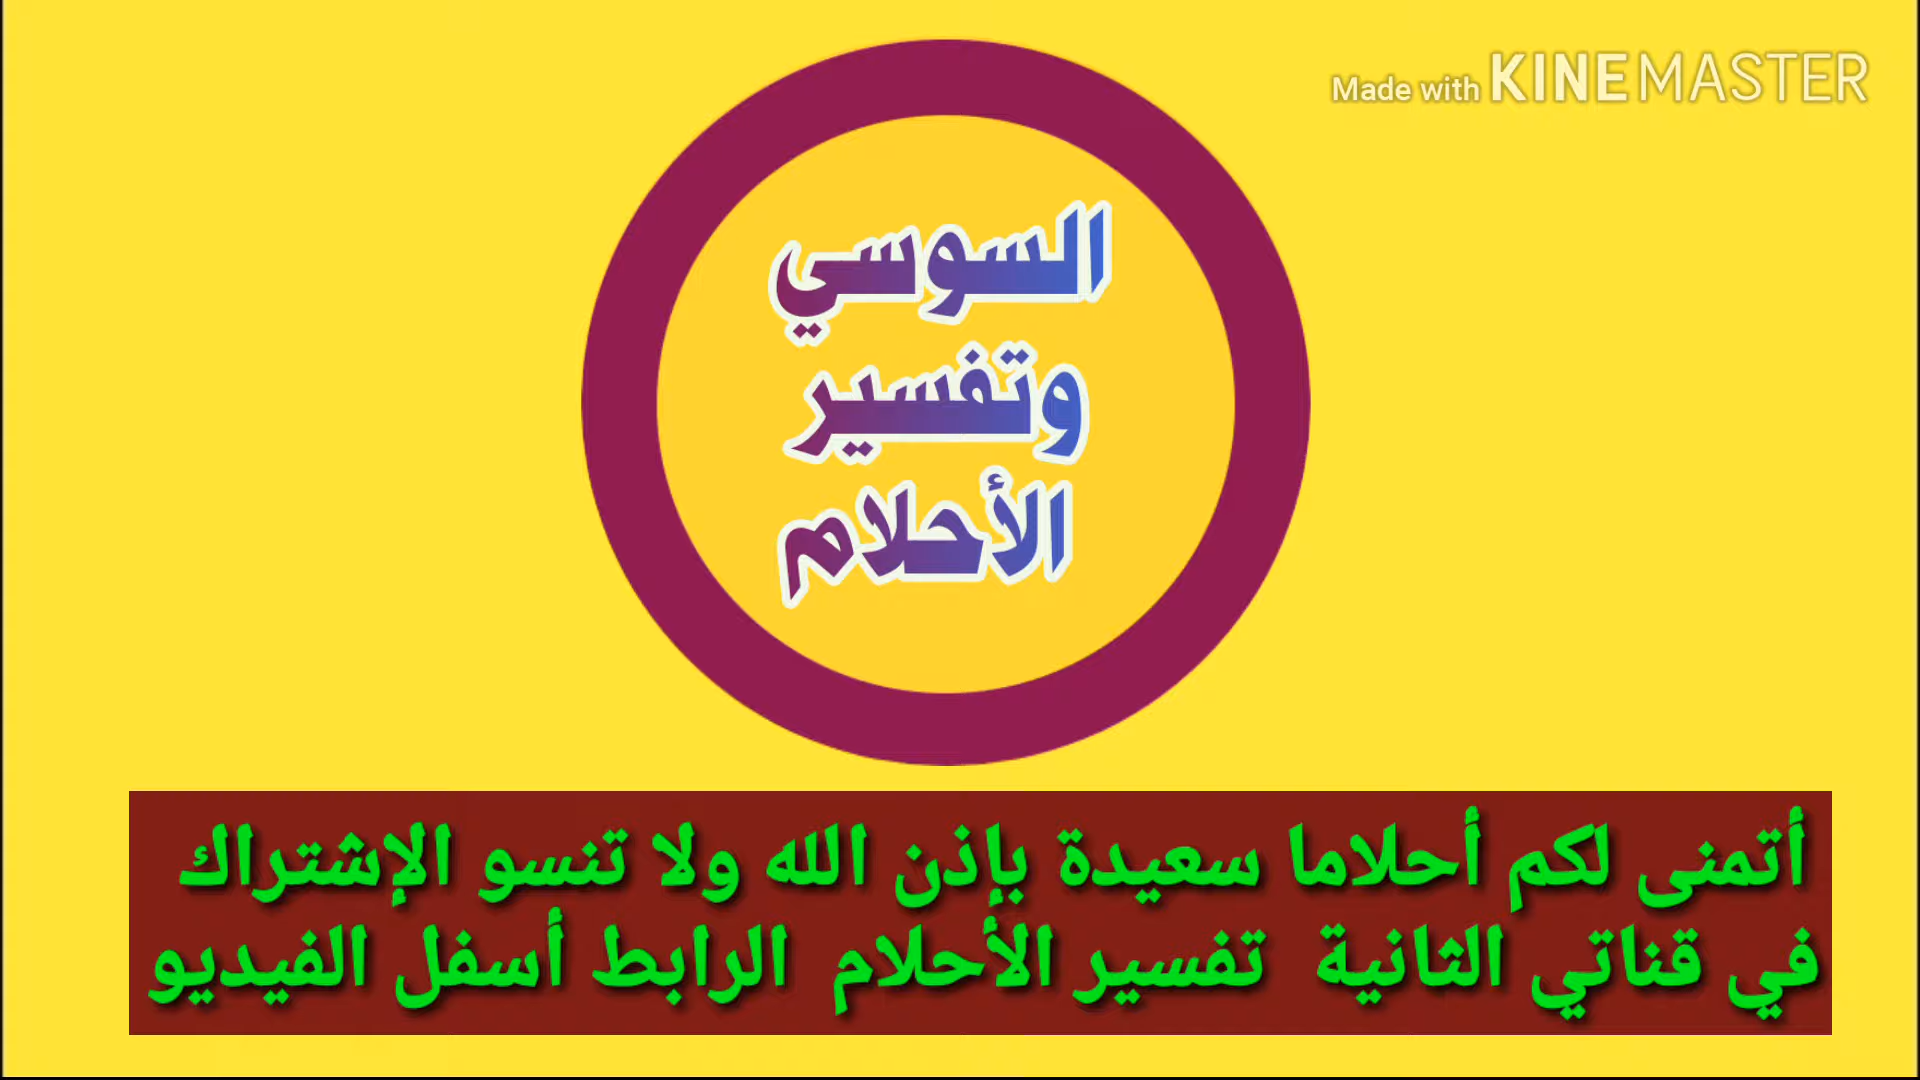 Made with KINEMASTER
السوسي
وتفسير
الأحلام
أتمنى لكم أحلاما سعيدة بإذن الله ولا تنسو الإشتراك
في قناتي الثانية تفسير الأحلام الرابط أسفل الفيديو